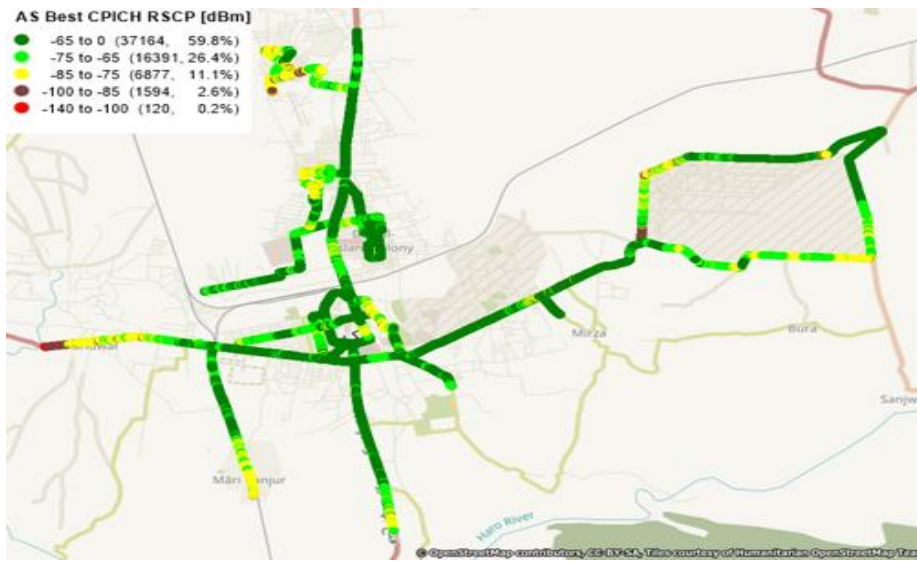 AS Best CPICH RSCP [dBm]
-65 to 0 (37164, 59.8%)
-75 to -65 (16391, 26.4%)
-85 to -75 (6877, 11.1%)
-100 to -85 (1594, 2.6%)
-140 to -100 (120, 0.2%)
Mirza
Bura
Sanjw
Haro River
© OpenStreetMap contributors, CC-BY-SA, Tiles courtesy of Humanitarian OpenStreetMap Tea